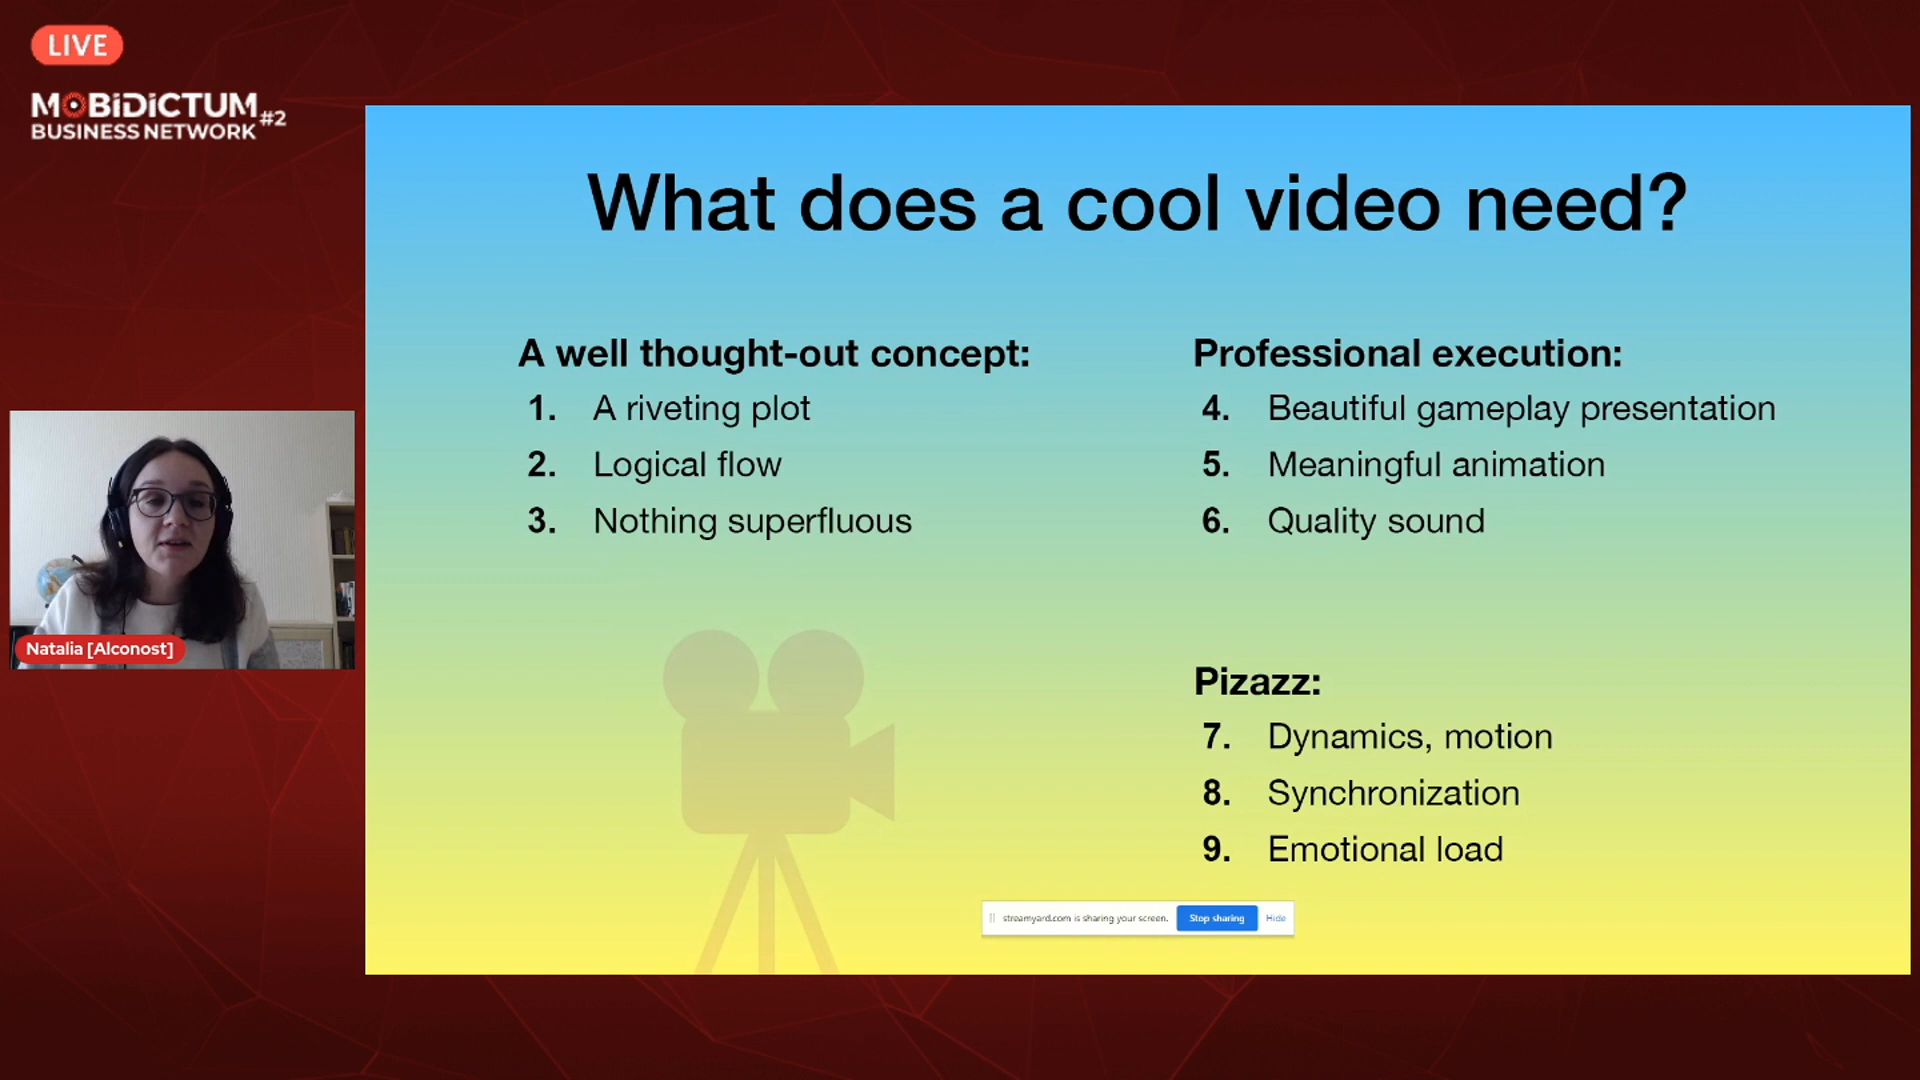 LIVE
MOBiDiCTUM
BUSINESS NETWORK #2
What does a cool video need?
A well thought-out concept:
1. A riveting plot
2. Logical flow
3. Nothing superfluous
Professional execution:
4. Beautiful gameplay presentation
5. Meaningful animation
6. Quality sound
Pizazz:
7. Dynamics, motion
8. Synchronization
9. Emotional load
Natalia [Alconost]
streamyard.com is sharing your screen. Stop sharing Hide